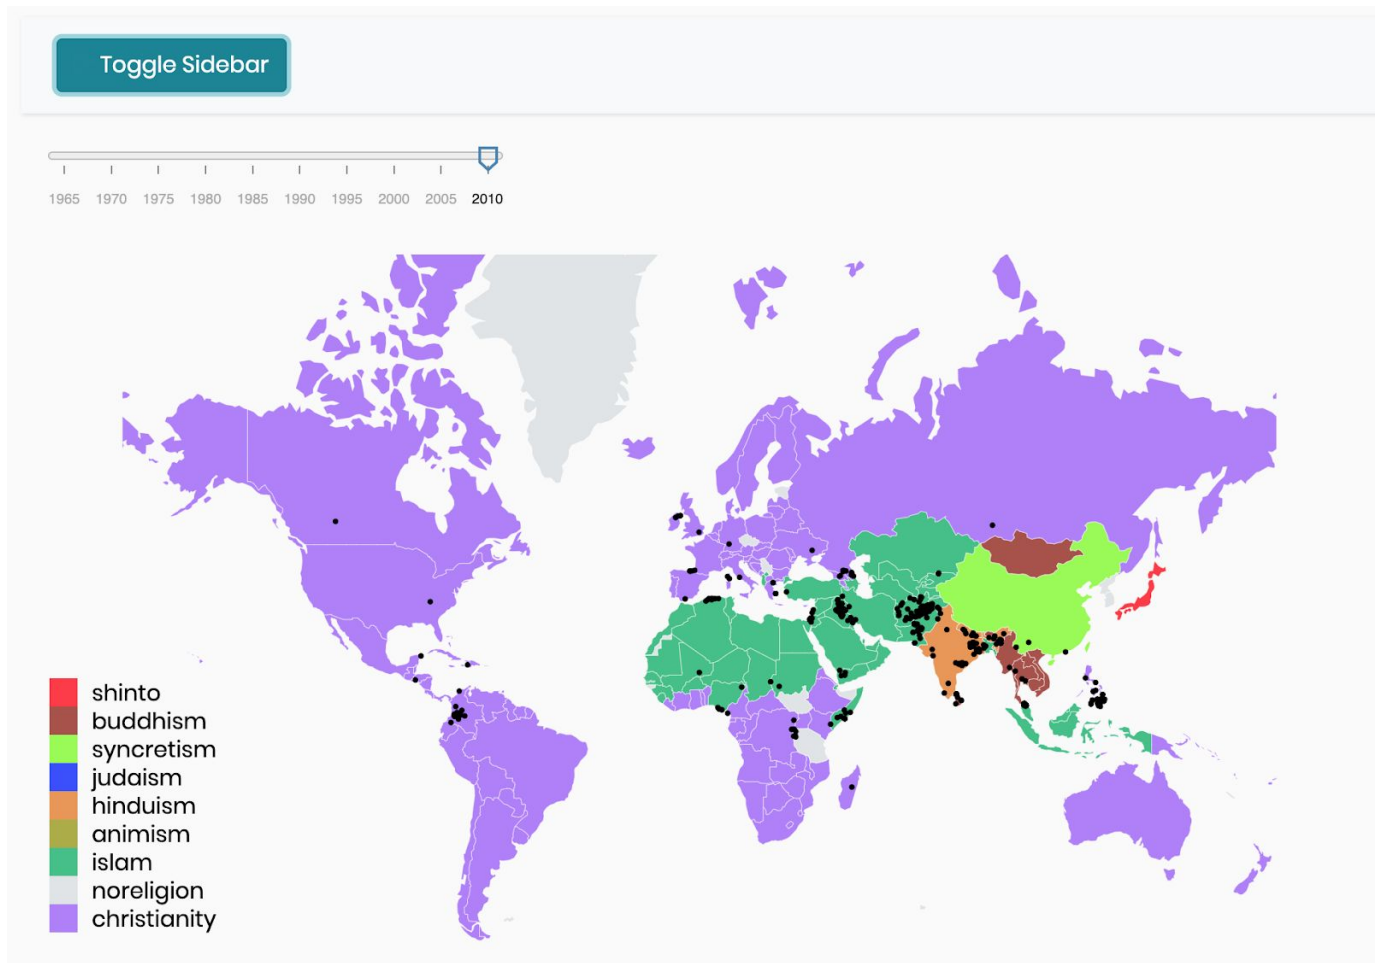 Toggle Sidebar
1965 1970 1975 1980 1985 1990 1995 2000 2005 2010
shinto
buddhism
syncretism
judaism
hinduism
animism
islam
noreligion
christianity